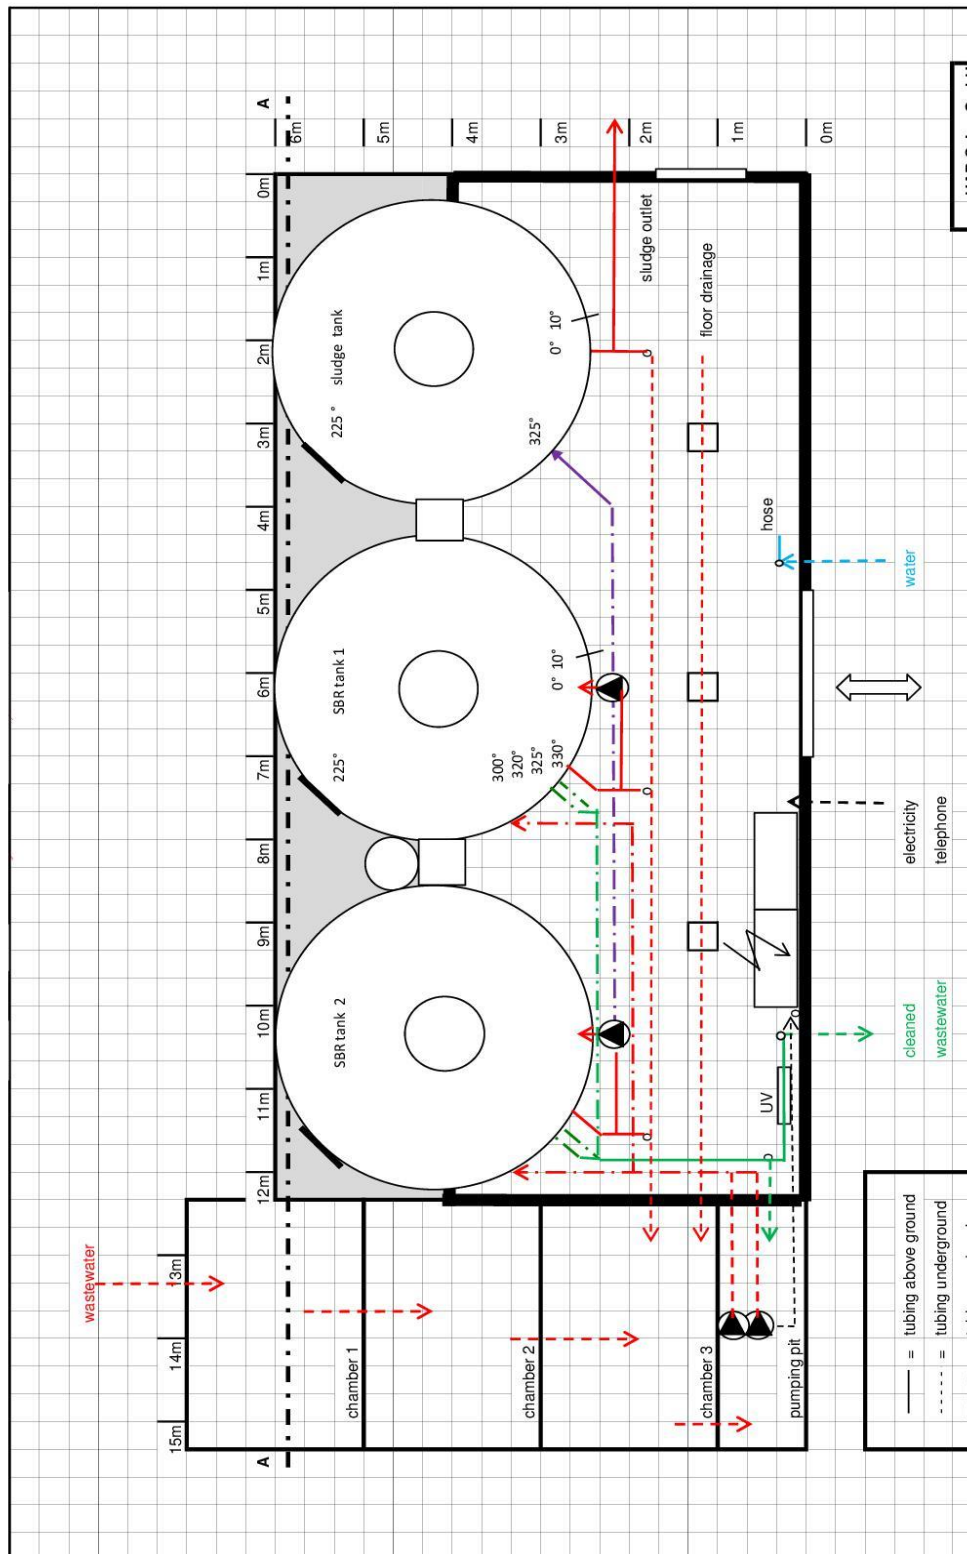 wastewater
15m 14m 13m
A 12m 11m 10m 9m 8m 7m 6m 5m 4m 3m 2m 1m 0m A
6m
SBR tank 2 225° SBR tank 1 225° sludge tank
chamber 1
5m
4m
300°
320°
chamber 2 325° 325°
330° 0° 10° 0° 10°
3m
sludge outlet 2m
chamber 3 floor drainage
1m
UV hose
pumping pit
0m
= tubing above ground cleaned electricity water
= tubing underground wastewater telephone